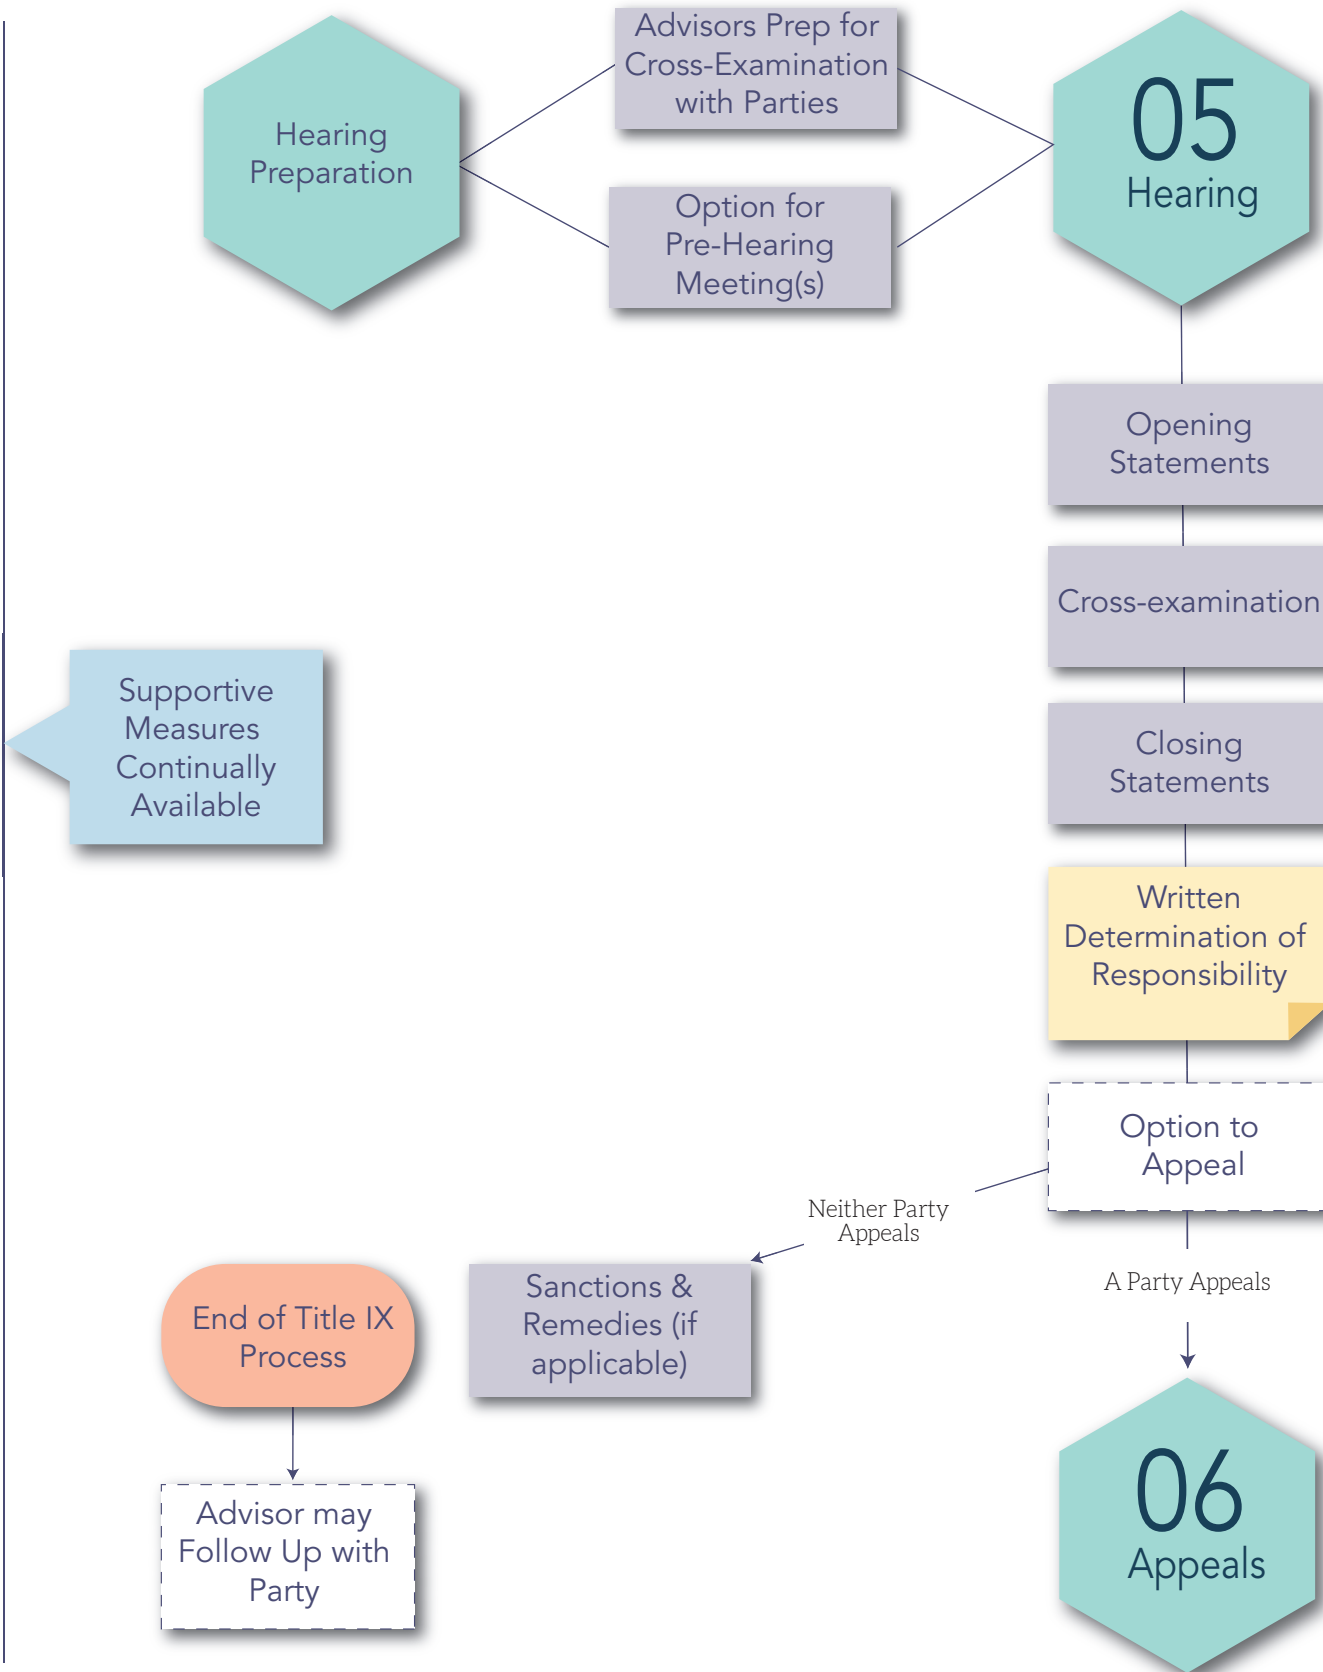 Hearing
Preparation
Advisors Prep for
Cross-Examination
with Parties
Option for
Pre-Hearing
Meeting(s)
05
Hearing
Opening
Statements
Cross-examination
Closing
Statements
Supportive
Measures
Continually
Available
Written
Determination of
Responsibility
Option to
Appeal
Neither Party
Appeals
A Party Appeals
Sanctions &
Remedies (if
applicable)
End of Title IX
Process
Advisor may
Follow Up with
Party
06
Appeals